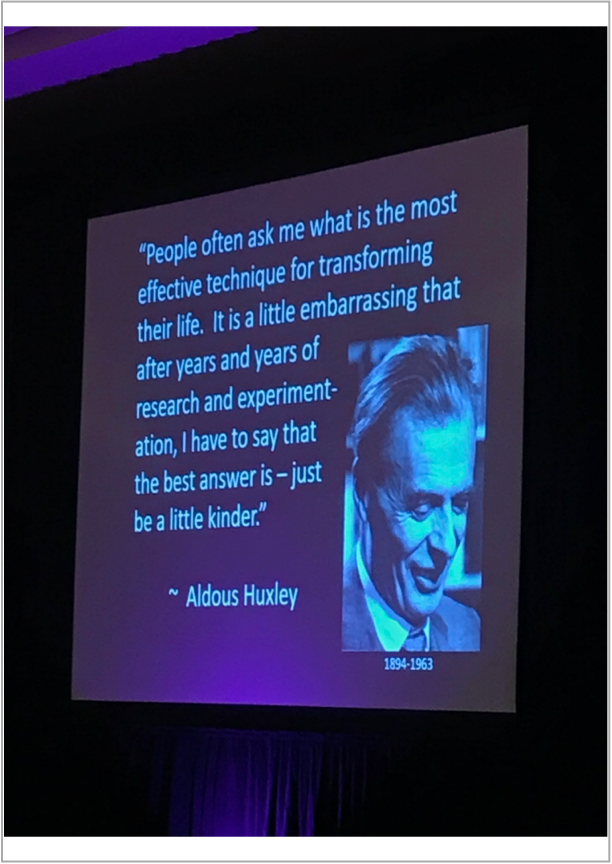 “People often ask me what is the most
effective technique for transforming
their life.  It is a little embarrassing that
after years and years of
research and experiment-
ation, I have to say that
the best answer is – just
be a little kinder.”
~ Aldous Huxley
1894-1963